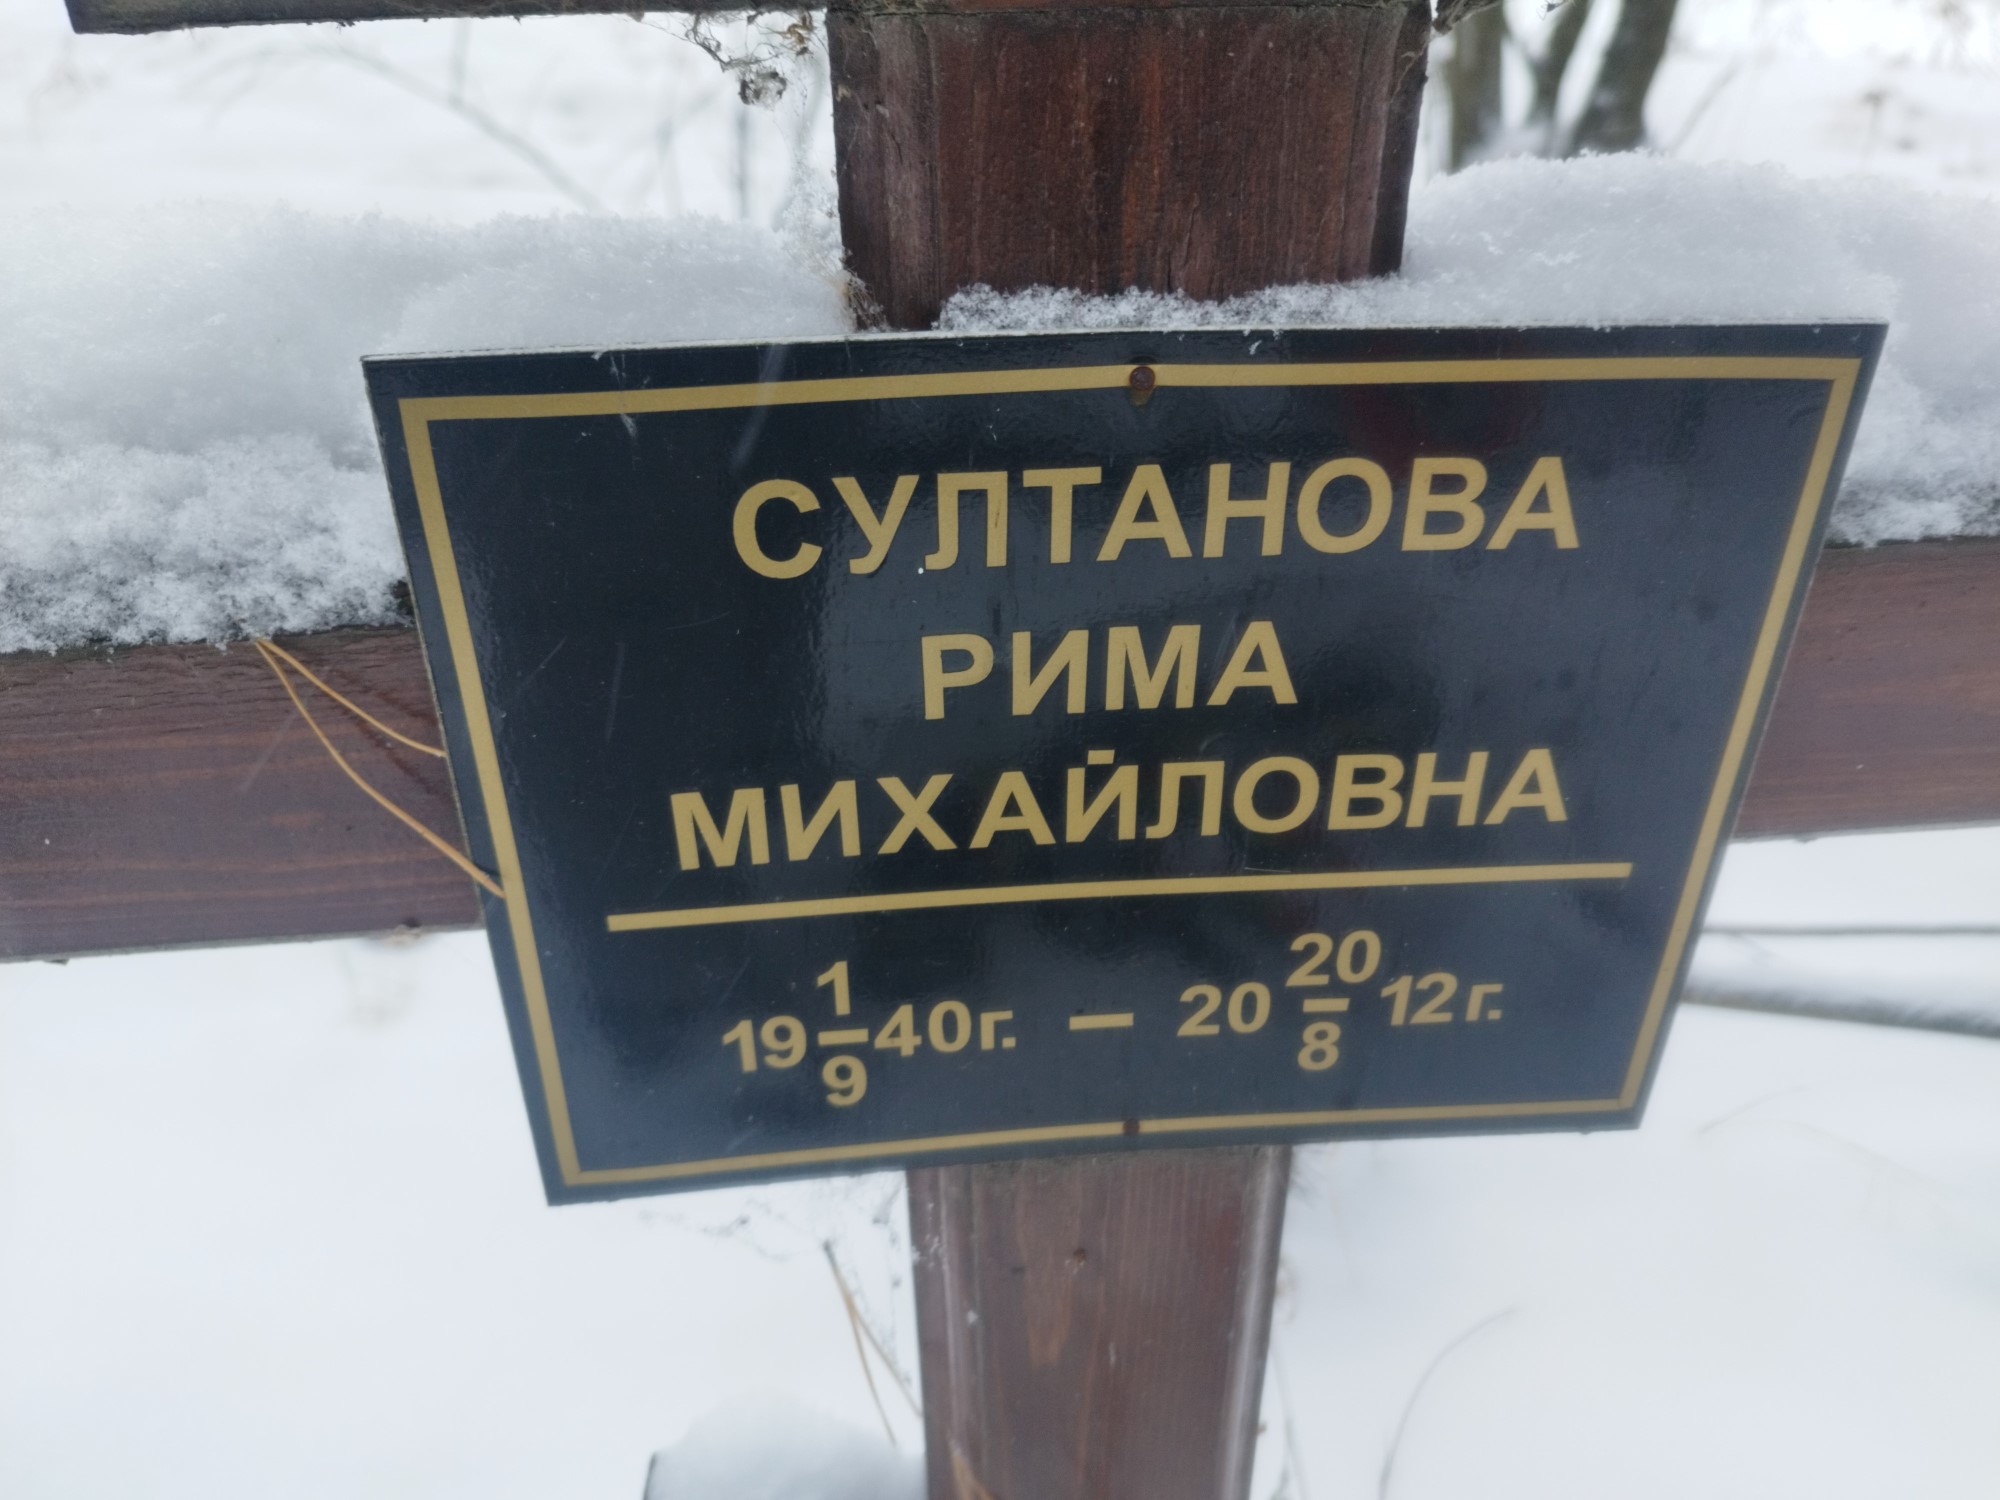 СУЛТАНОВА
РИМА
МИХАЙЛОВНА
19 1/9 40г. — 20 20/8 12г.